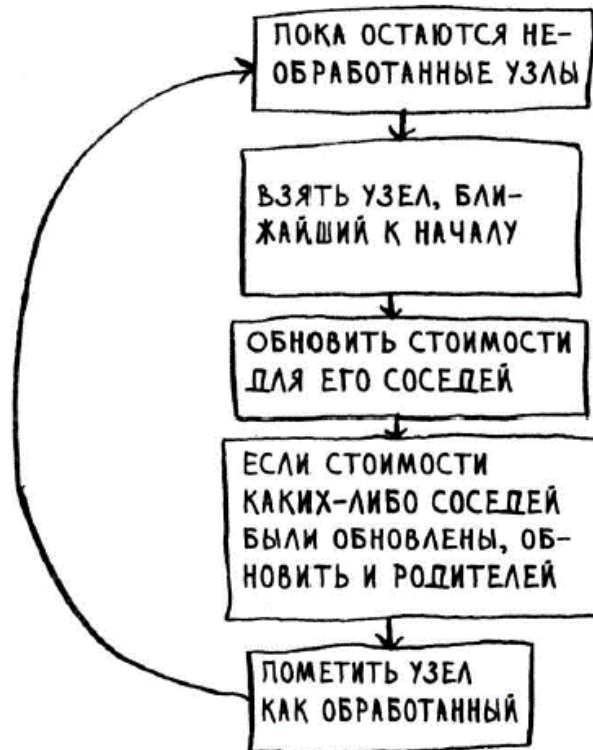 ПОКА ОСТАЮТСЯ НЕ-
ОБРАБОТАННЫЕ УЗЛЫ
ВЗЯТЬ УЗЕЛ, БЛИ-
ЖАЙШИЙ К НАЧАЛУ
ОБНОВИТЬ СТОИМОСТИ
ДЛЯ ЕГО СОСЕДЕЙ
ЕСЛИ СТОИМОСТИ
КАКИХ-ЛИБО СОСЕДЕЙ
БЫЛИ ОБНОВЛЕНЫ, ОБ-
НОВИТЬ И РОДИТЕЛЕЙ
ПОМЕТИТЬ УЗЕЛ
КАК ОБРАБОТАННЫЙ